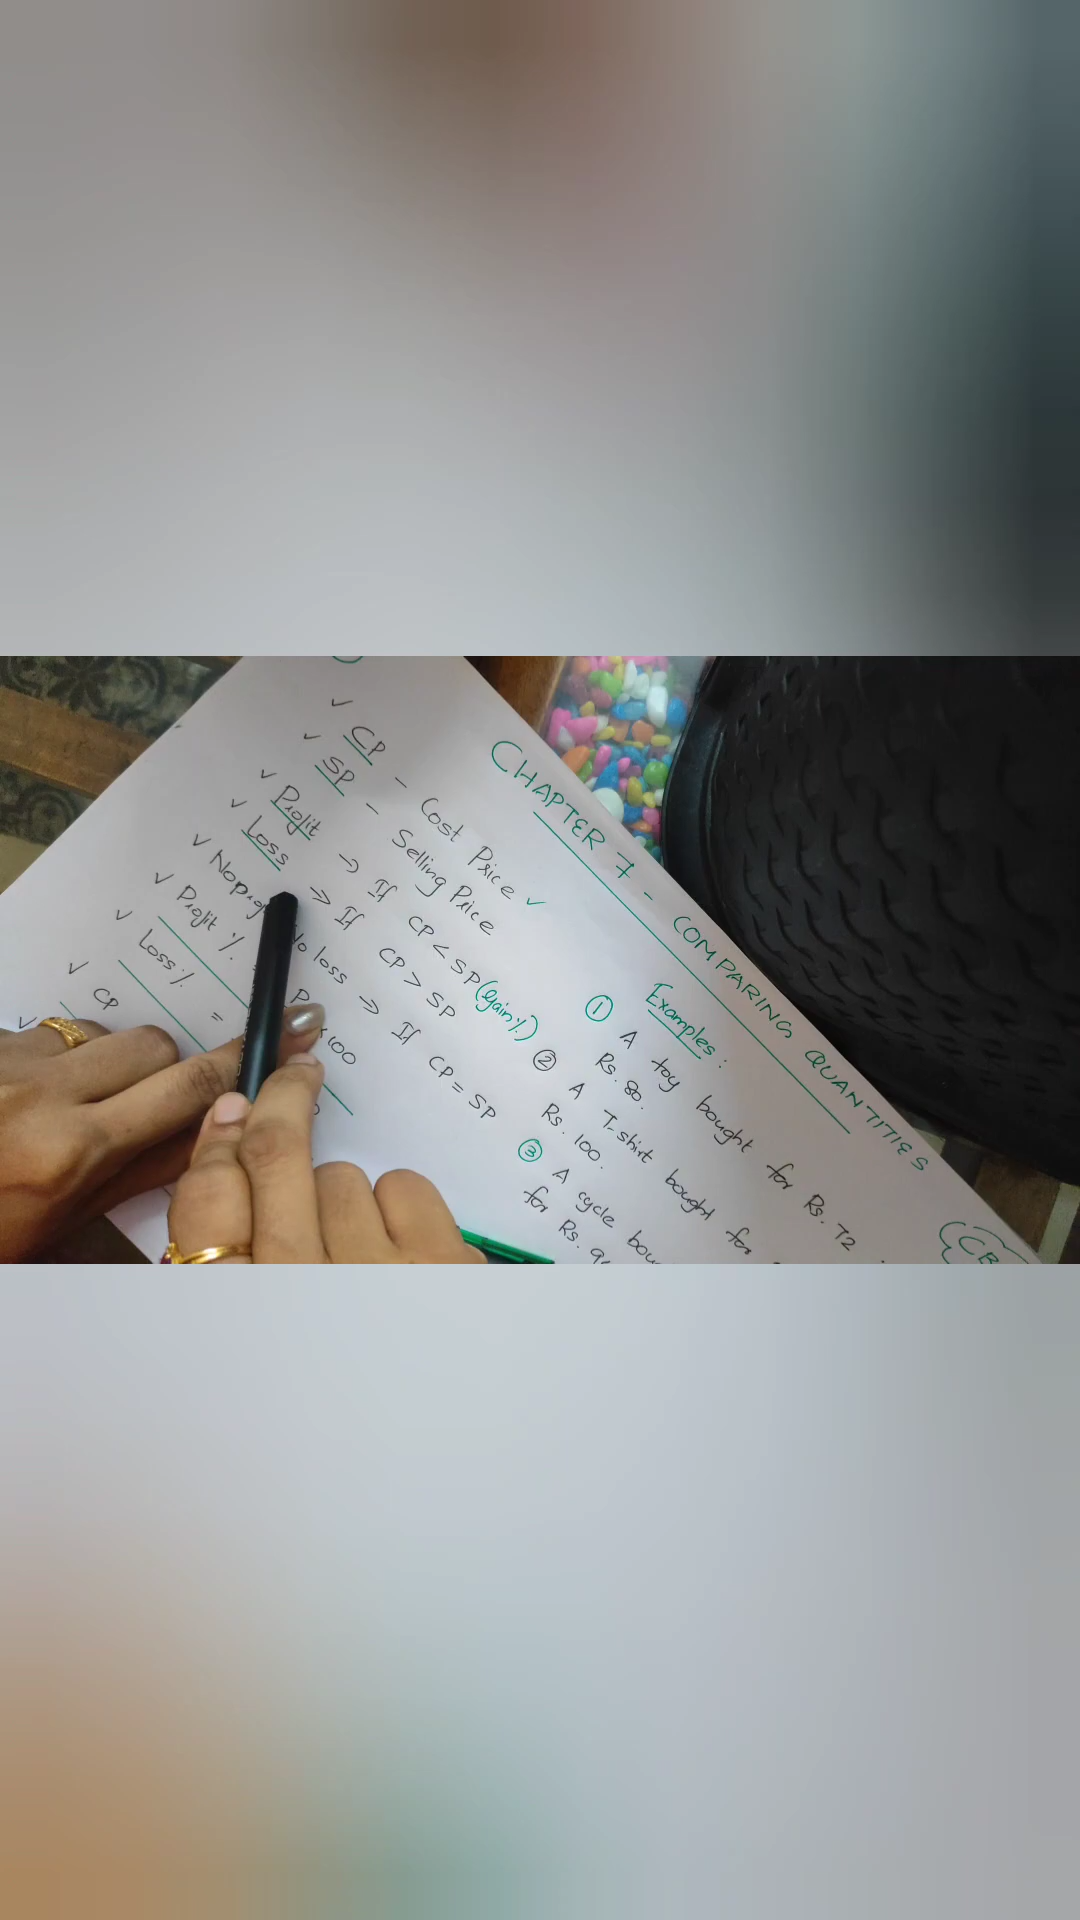 CHAPTER 7 - COMPARING QUANTITIES
✓ CP - Cost Price ✓
✓ SP - Selling Price
✓ Profit → If CP < SP (Gain%)
✓ Loss → If CP > SP
✓ No loss → If CP = SP
✓ Profit %.
✓ Loss % =
×100
✓ CP
✓
Examples:
① A toy bought for Rs. 72
Rs. 80.
② A T-shirt bought for
Rs. 100.
③ A cycle
for Rs.